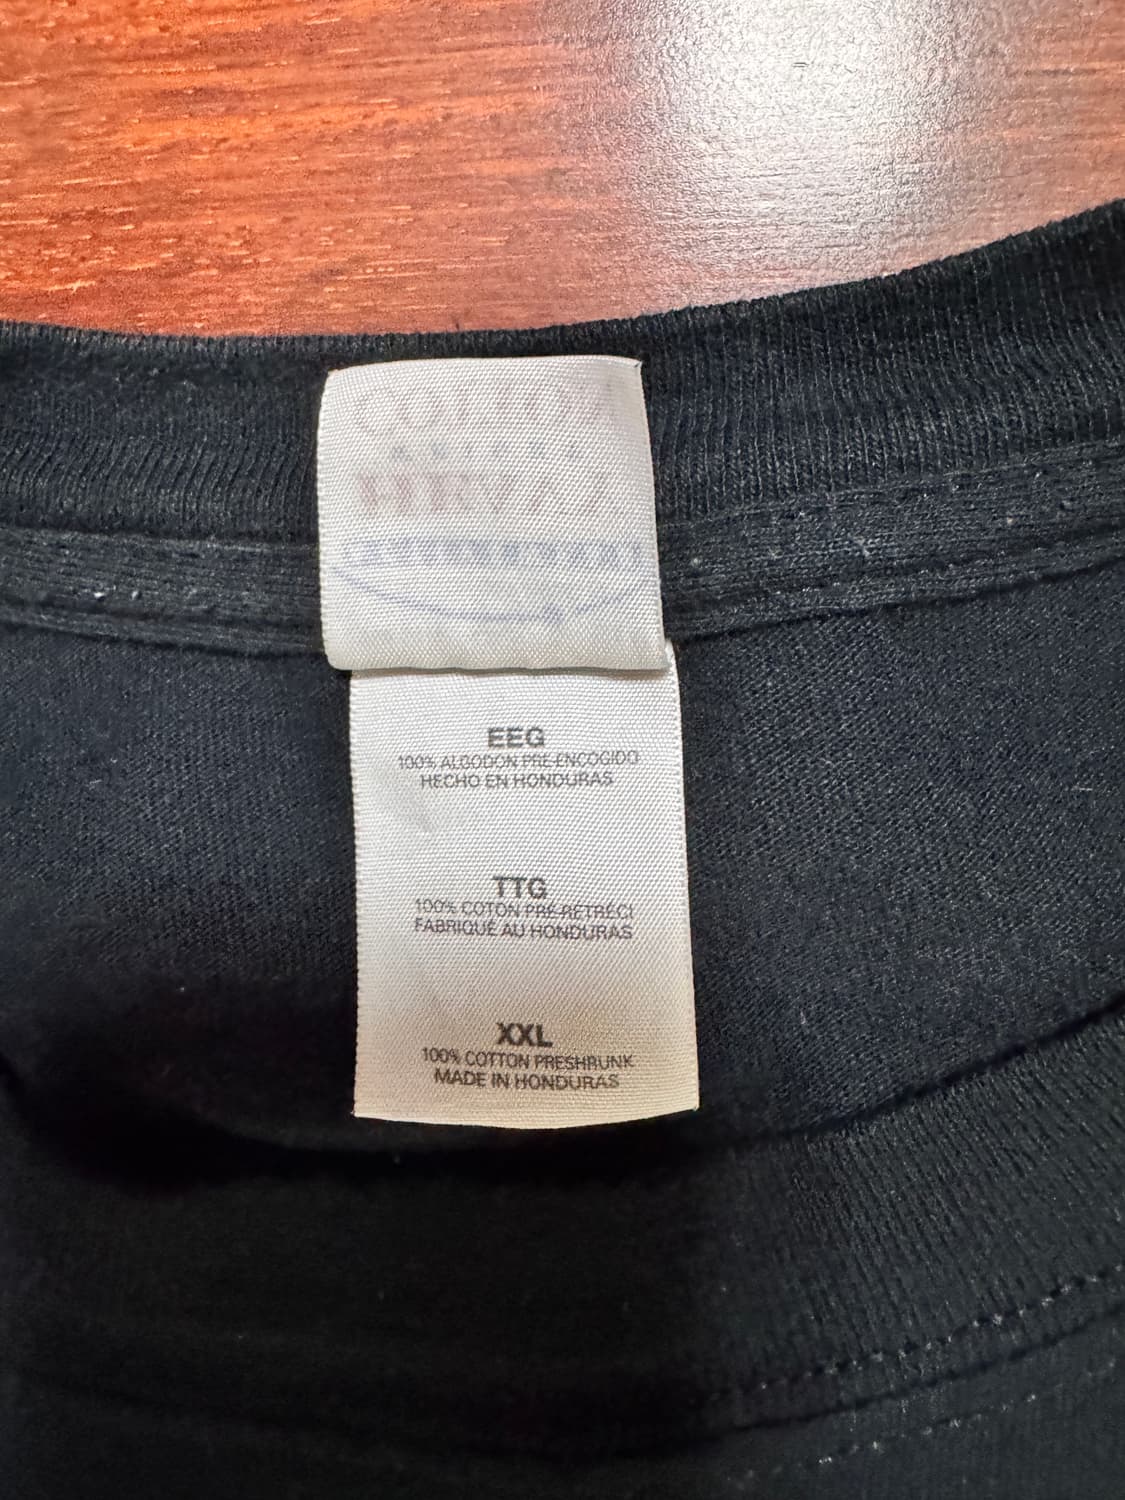 EEG
100% ALGODON PRE-ENCOGIDO
HECHO EN HONDURAS
TTG
100% COTON PRÉ-RÉTRÉCI
FABRIQUÉ AU HONDURAS
XXL
100% COTTON PRESHRUNK
MADE IN HONDURAS